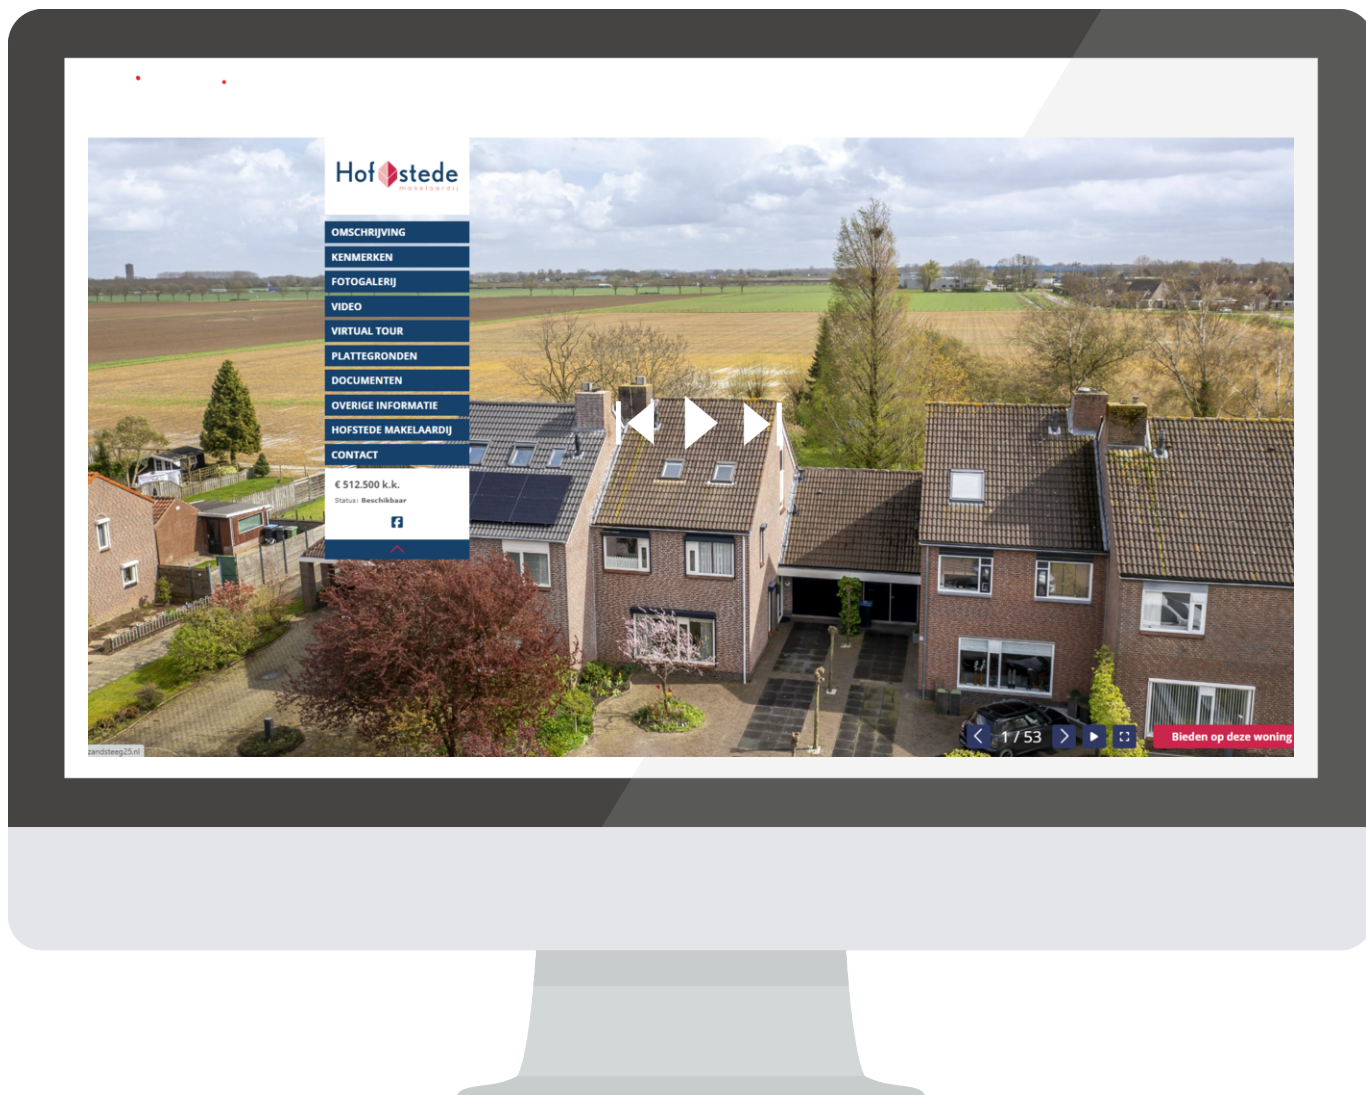 Hofstede
makelaardij
OMSCHRIJVING
KENMERKEN
FOTOGALERIJ
VIDEO
VIRTUAL TOUR
PLATTEGRONDEN
DOCUMENTEN
OVERIGE INFORMATIE
HOFSTEDE MAKELAARDIJ
CONTACT
€ 512.500 k.k.
Status: Beschikbaar
zandsteeg25.nl
1 / 53
Bieden op deze woning